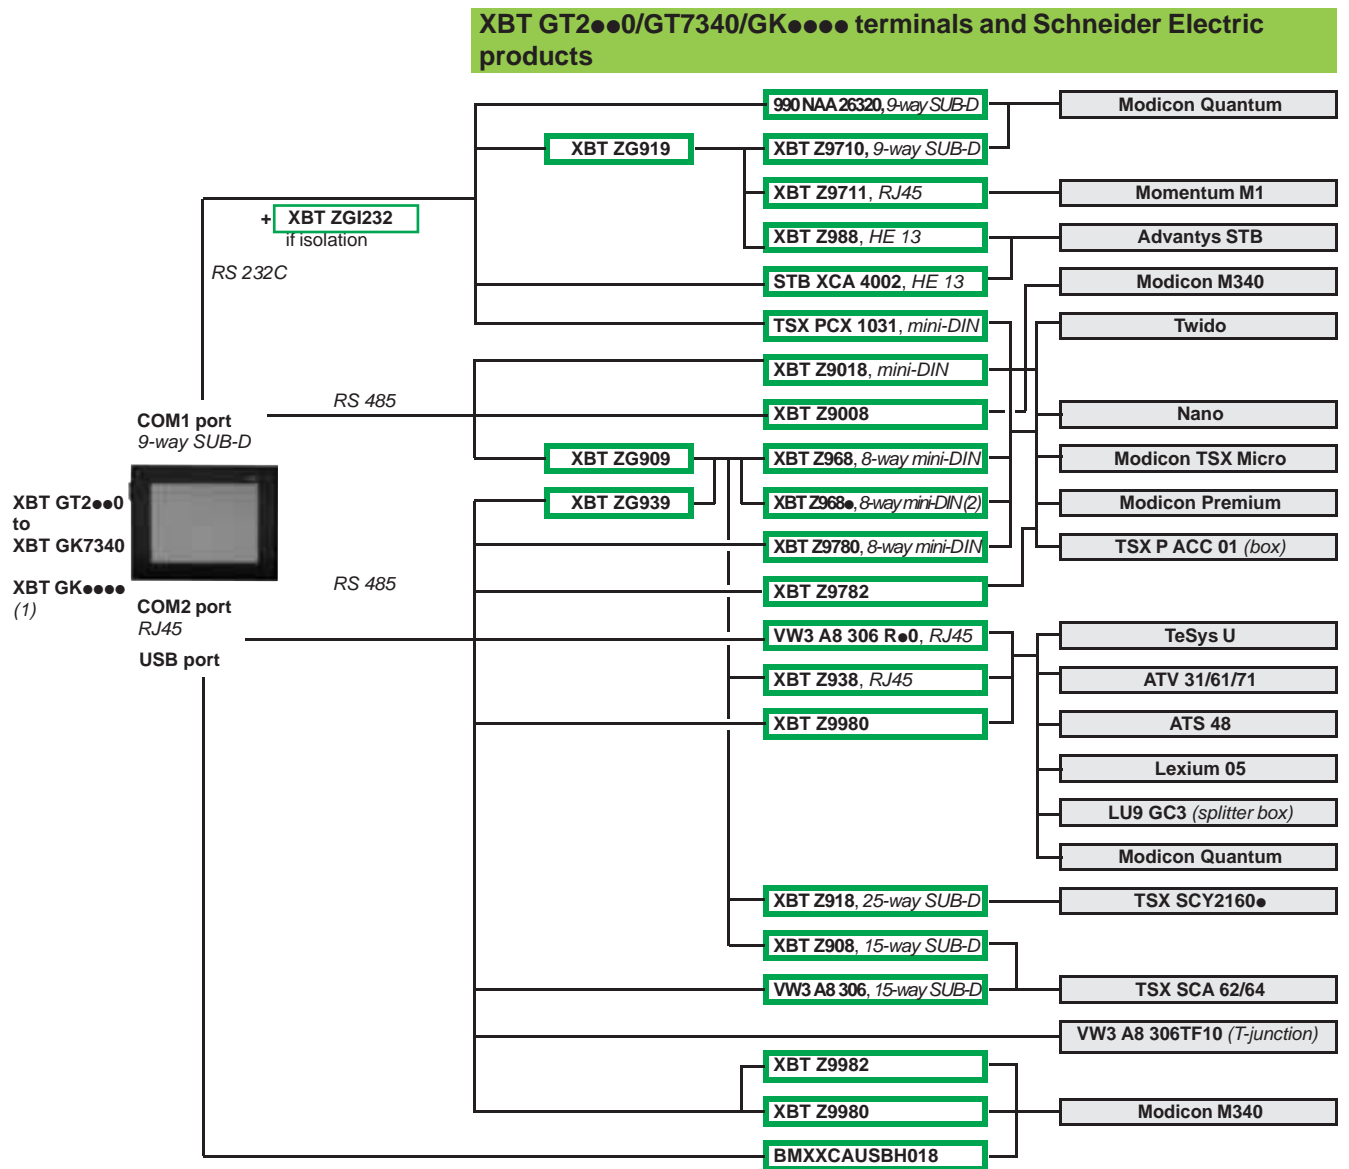 XBT GT2●●0/GT7340/GK●●●● terminals and Schneider Electric
products
990 NAA 26320, 9-way SUB-D
Modicon Quantum
XBT ZG919
XBT Z9710, 9-way SUB-D
XBT Z9711, RJ45
Momentum M1
+ XBT ZGI232
if isolation
XBT Z988, HE 13
Advantys STB
RS 232C
STB XCA 4002, HE 13
Modicon M340
TSX PCX 1031, mini-DIN
Twido
XBT Z9018, mini-DIN
RS 485
COM1 port
9-way SUB-D
XBT Z9008
Nano
XBT ZG909
XBT Z968, 8-way mini-DIN
Modicon TSX Micro
XBT GT2●●0
to
XBT GK7340
XBT ZG939
XBT Z968●, 8-way mini-DIN (2)
Modicon Premium
XBT Z9780, 8-way mini-DIN
TSX P ACC 01 (box)
XBT GK●●●●
(1)
RS 485
XBT Z9782
COM2 port
RJ45
USB port
VW3 A8 306 R●0, RJ45
TeSys U
XBT Z938, RJ45
ATV 31/61/71
XBT Z9980
ATS 48
Lexium 05
LU9 GC3 (splitter box)
Modicon Quantum
XBT Z918, 25-way SUB-D
TSX SCY2160●
XBT Z908, 15-way SUB-D
VW3 A8 306, 15-way SUB-D
TSX SCA 62/64
VW3 A8 306TF10 (T-junction)
XBT Z9982
XBT Z9980
Modicon M340
BMXXCAUSBH018